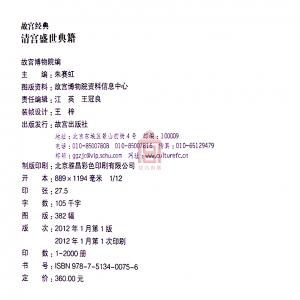 故宫经典
清宫盛世典籍
故宫博物院编
主 编：朱赛虹
图版资料：故宫博物院资料信息中心
责任编辑：江 英 王冠良
装帧设计：王 梓
出版发行：故宫出版社
北京东城区景山前街4号 邮编：100009
电话：010-85007808 010-85007816 传真：010-65129479
邮箱：ggzjc@vip.sohu.com 网址：www.culturefc.cn
制版印刷：北京雅昌彩色印刷有限公司
开 本：889×1194毫米 1/12
印 张：27.5
字 数：105千字
图 版：382幅
版 次：2012年1月第1版
2012年1月第1次印刷
印 数：1-2000册
书 号：ISBN 978-7-5134-0075-6
定 价：360.00元